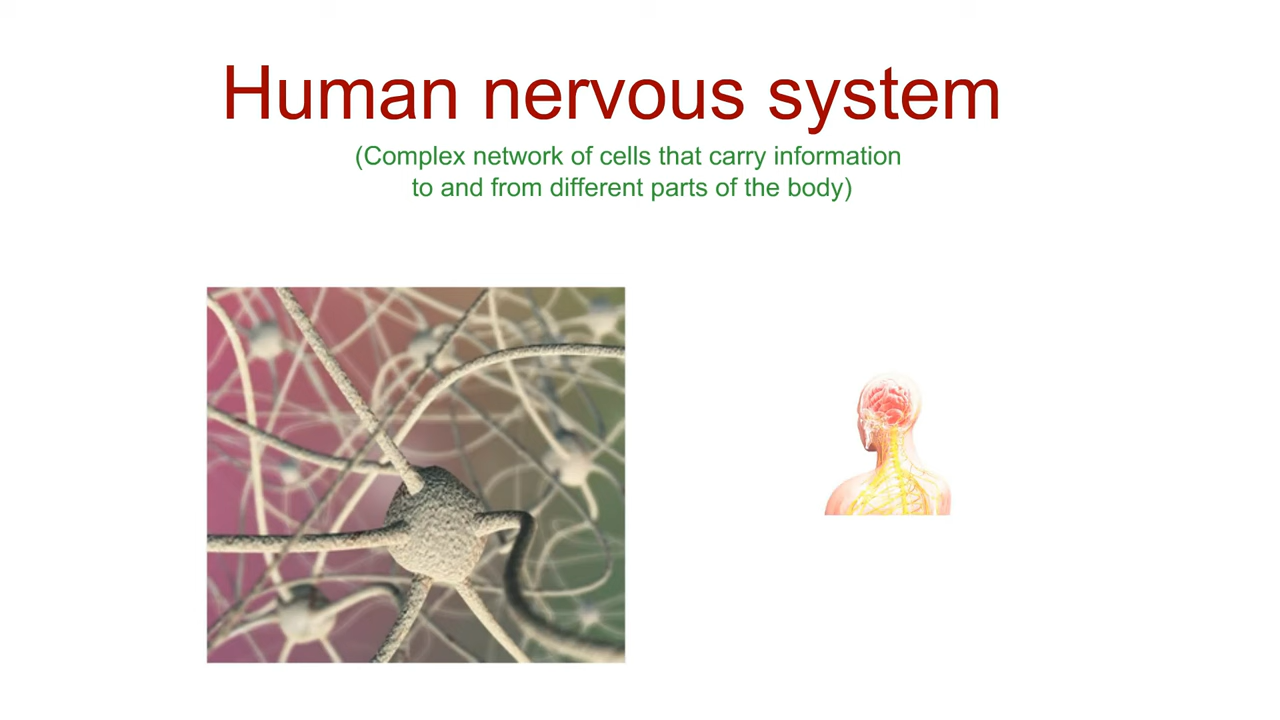 Human nervous system
(Complex network of cells that carry information
to and from different parts of the body)